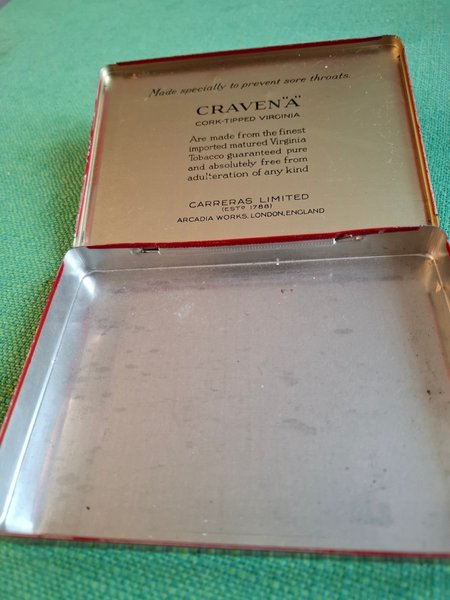 Made specially to prevent sore throats.
CRAVEN "A"
CORK-TIPPED VIRGINIA
Are made from the finest
imported matured Virginia
Tobacco guaranteed pure
and absolutely free from
adulteration of any kind
CARRERAS LIMITED
(ESTD 1788)
ARCADIA WORKS, LONDON, ENGLAND